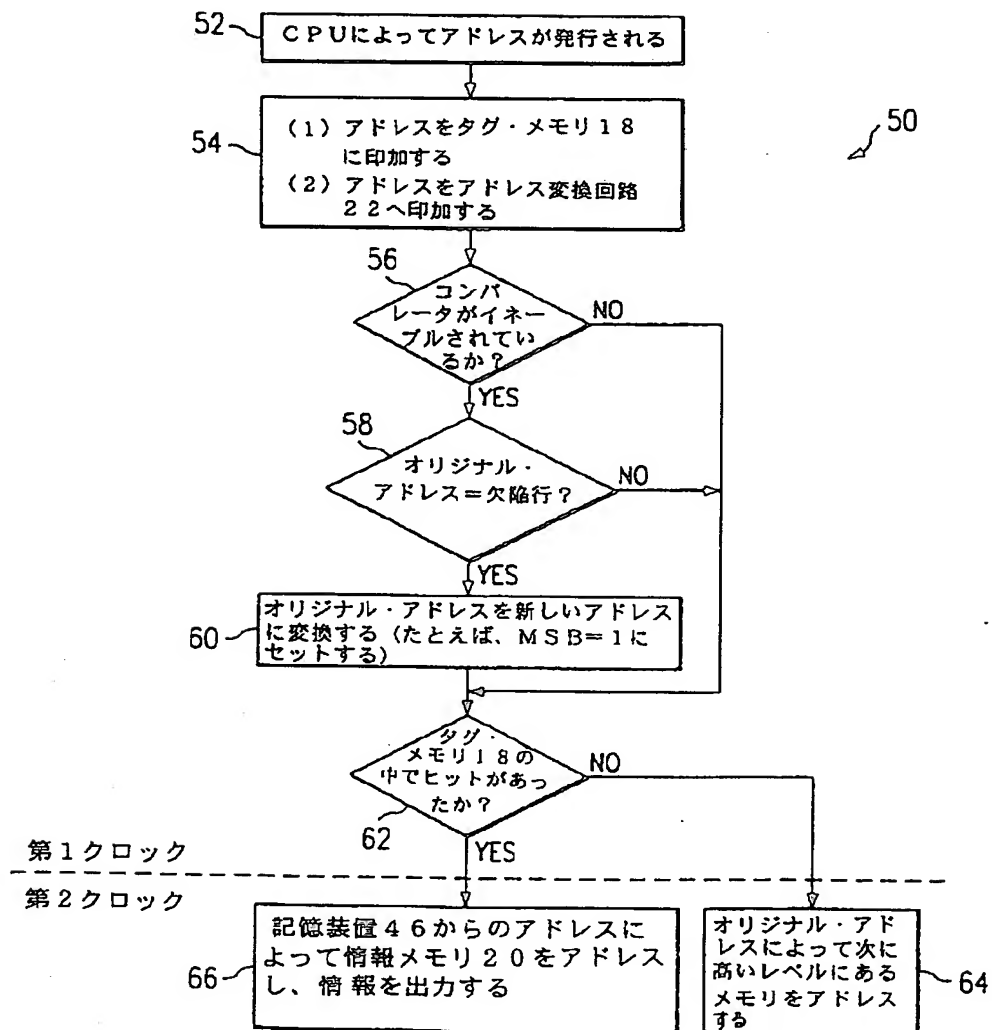 52
CPUによってアドレスが発行される
50
54
(1) アドレスをタグ・メモリ18
に印加する
(2) アドレスをアドレス変換回路
22へ印加する
56
コンパ
レータがイネー
ブルされてい
るか?
NO
YES
58
オリジナル・
アドレス=欠陥行?
NO
YES
60
オリジナル・アドレスを新しいアドレス
に変換する(たとえば、MSB=1に
セットする)
タグ・
メモリ18の
中でヒットがあっ
たか?
NO
62
YES
第1クロック
第2クロック
66
記憶装置46からのアドレスに
よって情報メモリ20をアドレス
し、情報を出力する
オリジナル・アド
レスによって次に
高いレベルにある
メモリをアドレス
する
64